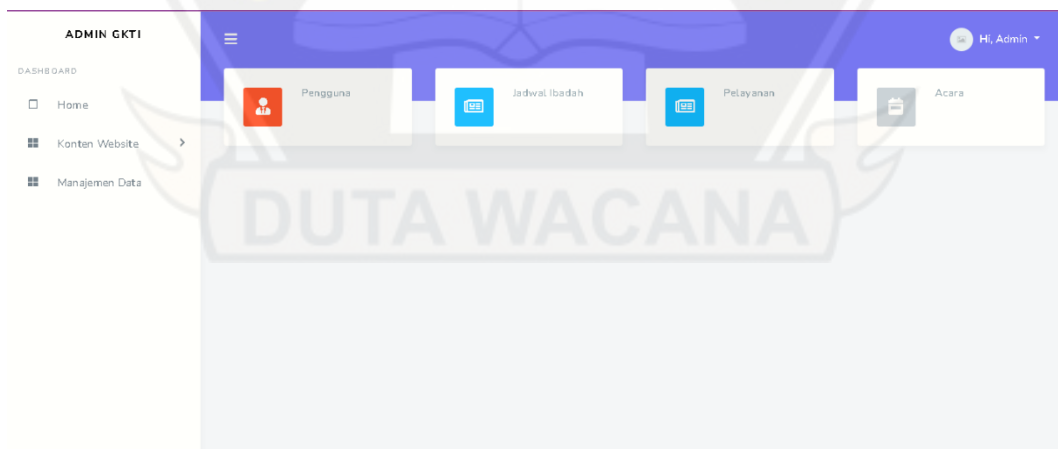 ADMIN GKTI
Hi, Admin
DASHBOARD
Home
Konten Website
Manajemen Data
Pengguna
Jadwal Ibadah
Pelayanan
Acara
DUTA WACANA